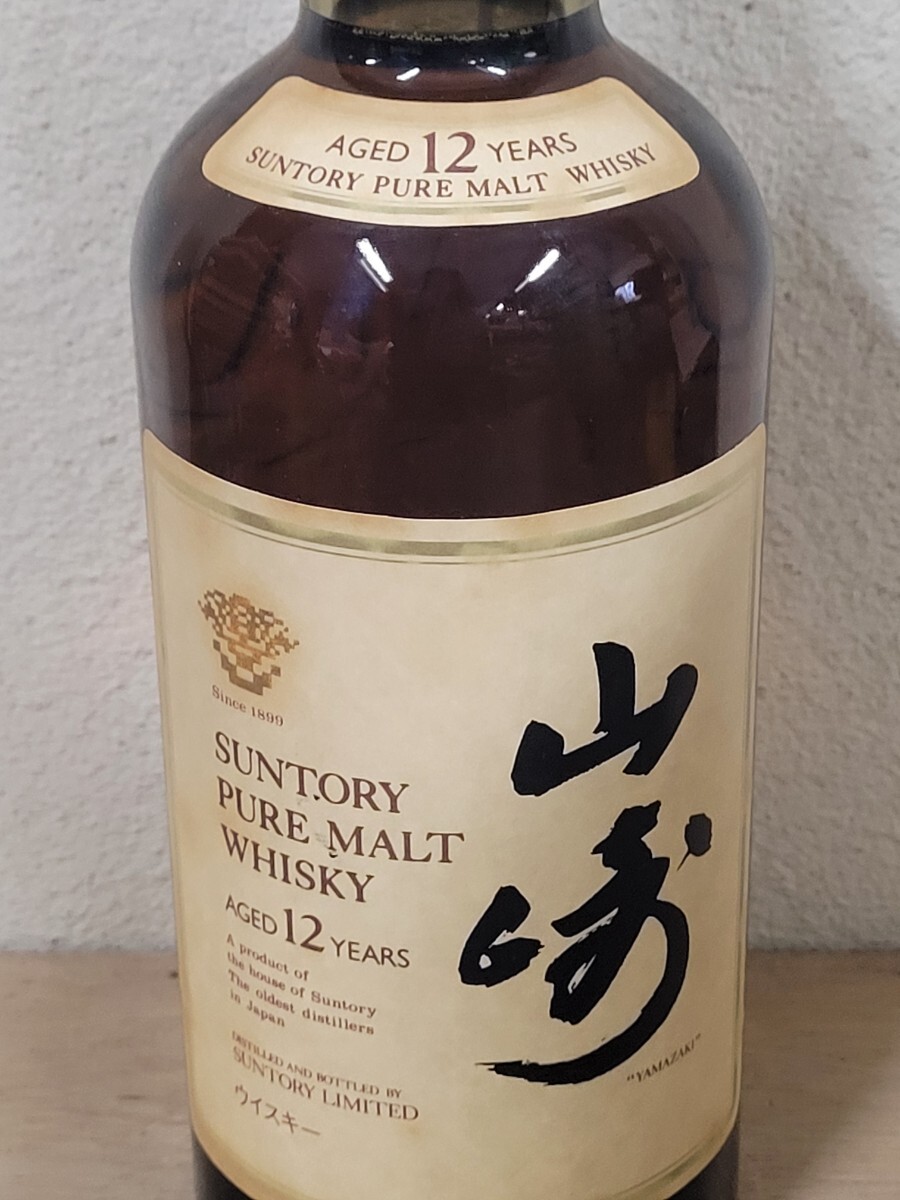 AGED 12 YEARS
SUNTORY PURE MALT WHISKY
Since 1899
SUNTORY
PURE MALT
WHISKY
AGED 12 YEARS
A product of
the house of Suntory
The oldest distillers
in Japan
DISTILLED AND BOTTLED BY
SUNTORY LIMITED
ウイスキー
山崎
"YAMAZAKI"